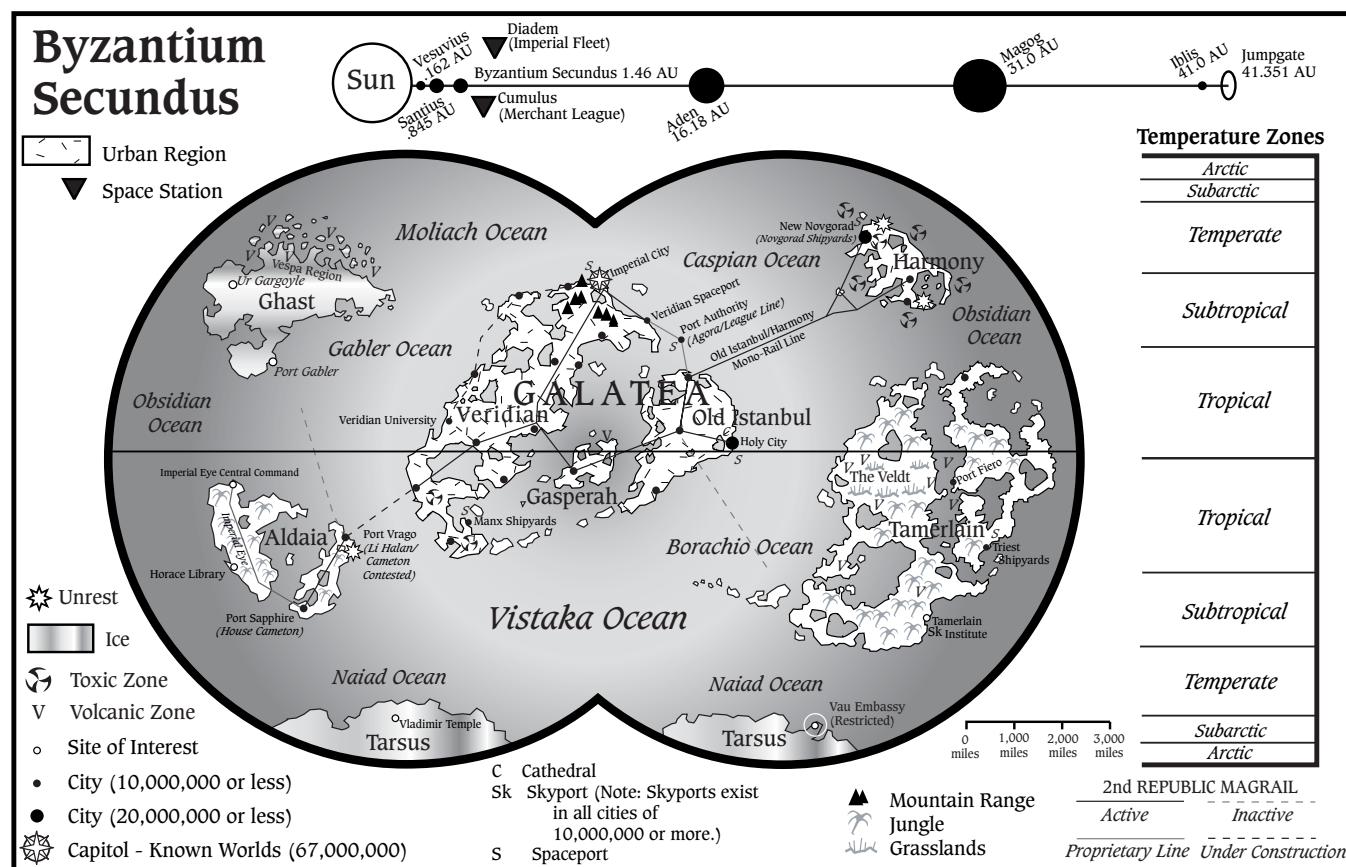 Byzantium
Secundus
Sun
Vesuvius
.162 AU
Santius
.845 AU
Diadem
(Imperial Fleet)
Byzantium Secundus 1.46 AU
Cumulus
(Merchant League)
Aden
16.18 AU
Magog
31.0 AU
Iblis
41.0 AU
Jumpgate
41.351 AU
Urban Region
Space Station
Temperature Zones
Arctic
Subarctic
Temperate
Subtropical
Tropical
Tropical
Subtropical
Temperate
Subarctic
Arctic
Moliach Ocean
V
V
V
V
V
V
Vespa Region
Ur Gargoyle
Ghast
Port Gabler
Gabler Ocean
Obsidian
Ocean
S
Imperial City
Caspian Ocean
Veridian Spaceport
Port Authority
(Agora/League Line)
S
New Novgorad
(Novgorad Shipyards)
S
Harmony
Obsidian
Ocean
Old Istanbul/Harmony
Mono-Rail Line
GALATEA
Veridian
Veridian University
Old Istanbul
C
Holy City
S
V
Gasperah
S
Manx Shipyards
Imperial Eye Central Command
Imperial Eye
Aldaia
Port Vrago
(Li Halan/
Cameton
Contested)
Horace Library
Port Sapphire
(House Cameton)
Borachio Ocean
Vistaka Ocean
V
V
V
The Veldt
V
V
V
V
Port Fiero
Tamerlain
S
Triest
Shipyards
V
V
Tamerlain
Sk Institute
Naiad Ocean
Vladimir Temple
Tarsus
Naiad Ocean
Vau Embassy
(Restricted)
Tarsus
0
miles
1,000
miles
2,000
miles
3,000
miles
Unrest
Ice
Toxic Zone
V Volcanic Zone
Site of Interest
City (10,000,000 or less)
City (20,000,000 or less)
Capitol - Known Worlds (67,000,000)
C Cathedral
Sk Skyport (Note: Skyports exist
in all cities of
10,000,000 or more.)
S Spaceport
Mountain Range
Jungle
Grasslands
2nd REPUBLIC MAGRAIL
Active
Inactive
Proprietary Line
Under Construction